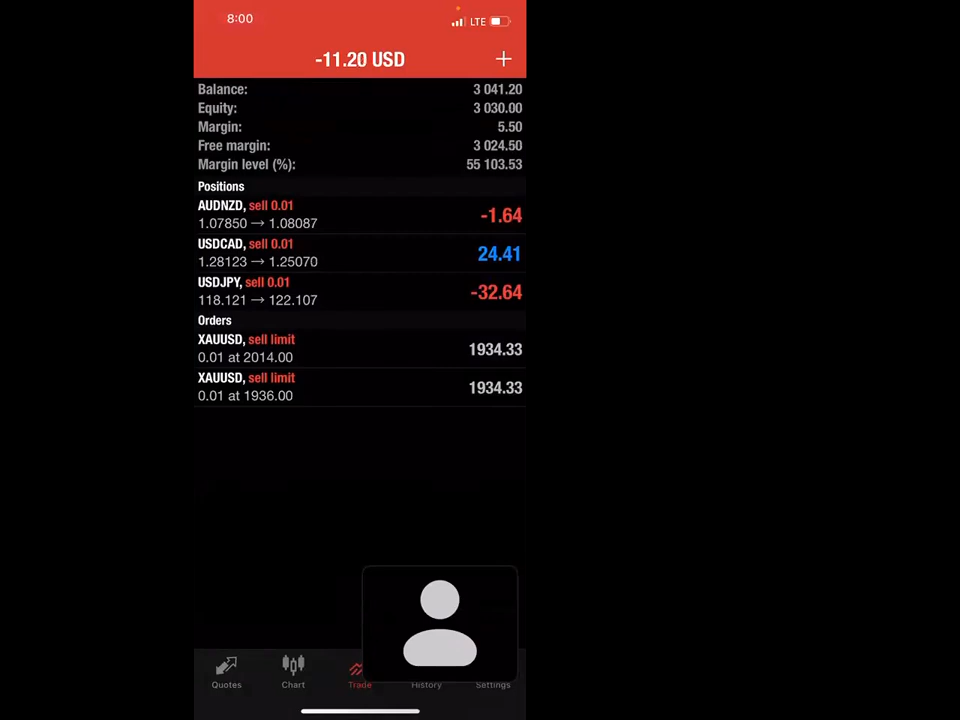 8:00
LTE
-11.20 USD
+
Balance: 3 041.20
Equity: 3 030.00
Margin: 5.50
Free margin: 3 024.50
Margin level (%): 55 103.53
Positions
AUDNZD, sell 0.01
1.07850 → 1.08087
-1.64
USDCAD, sell 0.01
1.28123 → 1.25070
24.41
USDJPY, sell 0.01
118.121 → 122.107
-32.64
Orders
XAUUSD, sell limit
0.01 at 2014.00
1934.33
XAUUSD, sell limit
0.01 at 1936.00
1934.33
Quotes
Chart
Trade
History
Settings